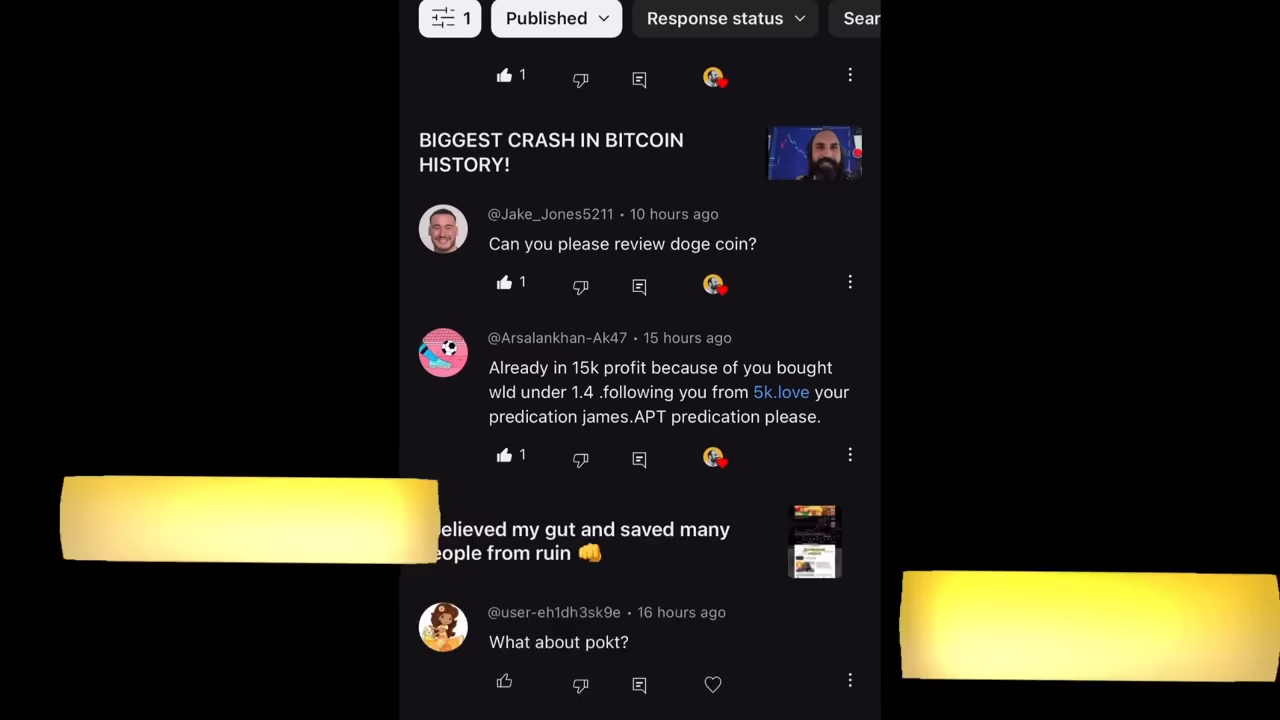 1
Published
Response status
Sear
1
BIGGEST CRASH IN BITCOIN
HISTORY!
@Jake_Jones5211 • 10 hours ago
Can you please review doge coin?
1
@Arsalankhan-Ak47 • 15 hours ago
Already in 15k profit because of you bought
wld under 1.4 .following you from 5k.love your
predication james.APT predication please.
1
elieved my gut and saved many
eople from ruin 👊
@user-eh1dh3sk9e • 16 hours ago
What about pokt?